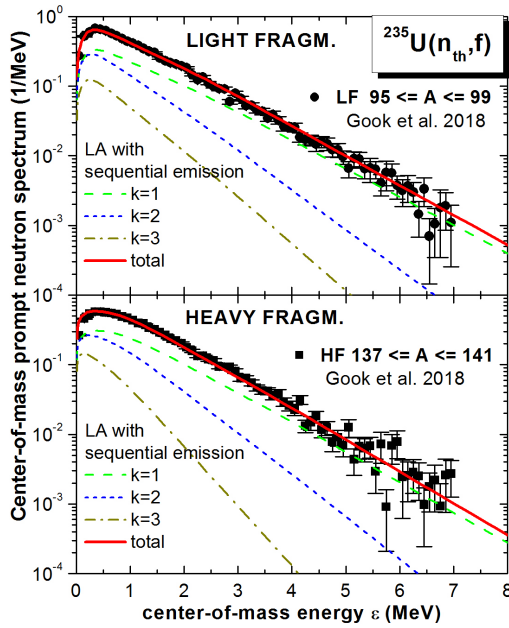 Center-of-mass prompt neutron spectrum (1/MeV)
10⁰
10⁻¹
10⁻²
10⁻³
10⁻⁴
LIGHT FRAGM.
²³⁵U(nₜₕ,f)
LF 95 <= A <= 99
Gook et al. 2018
LA with
sequential emission
k=1
k=2
k=3
total
10⁻¹
10⁻²
10⁻³
10⁻⁴
HEAVY FRAGM.
HF 137 <= A <= 141
Gook et al. 2018
LA with
sequential emission
k=1
k=2
k=3
total
0 1 2 3 4 5 6 7 8
center-of-mass energy ε (MeV)